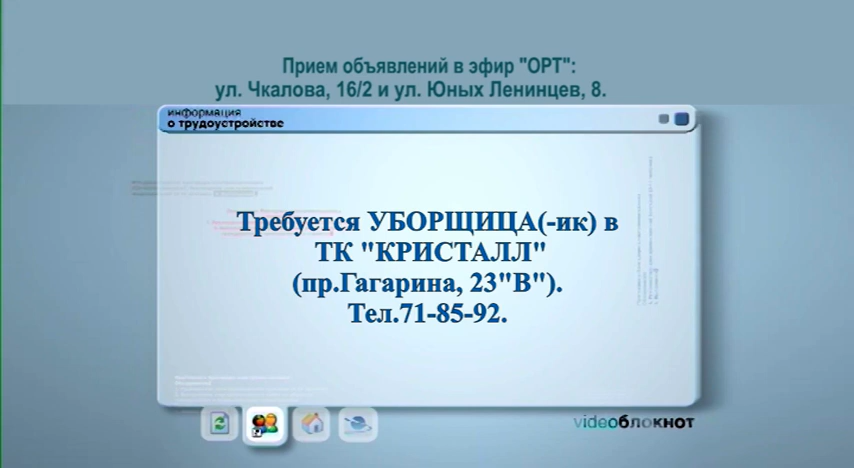 Прием объявлений в эфир "ОРТ":
ул. Чкалова, 16/2 и ул. Юных Ленинцев, 8.
информация
о трудоустройстве
Требуется УБОРЩИЦА(-ик) в
ТК "КРИСТАЛЛ"
(пр.Гагарина, 23"В").
Тел.71-85-92.
videoблокнот